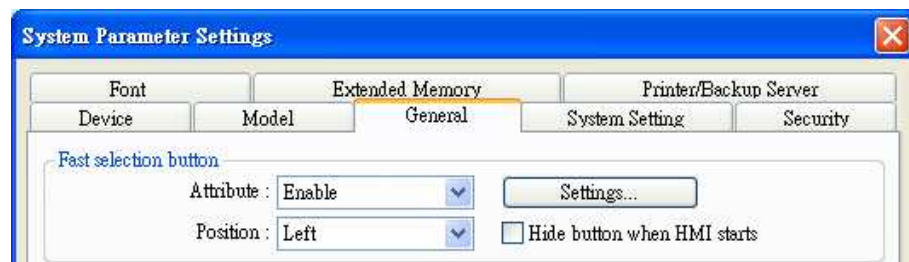 System Parameter Settings
Font Extended Memory Printer/Backup Server
Device Model General System Setting Security
Fast selection button
Attribute : Enable Settings...
Position : Left Hide button when HMI starts